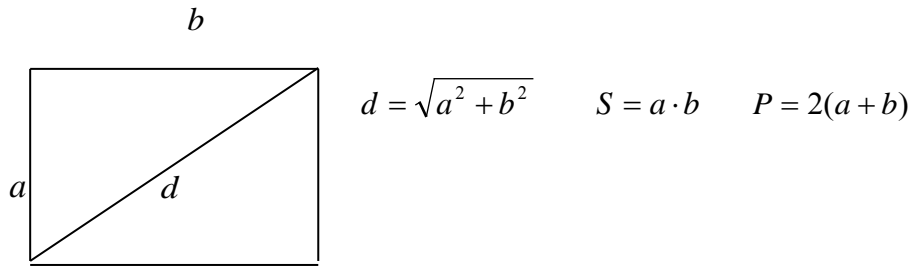 b
d = √(a² + b²) S = a · b P = 2(a + b)
a
d